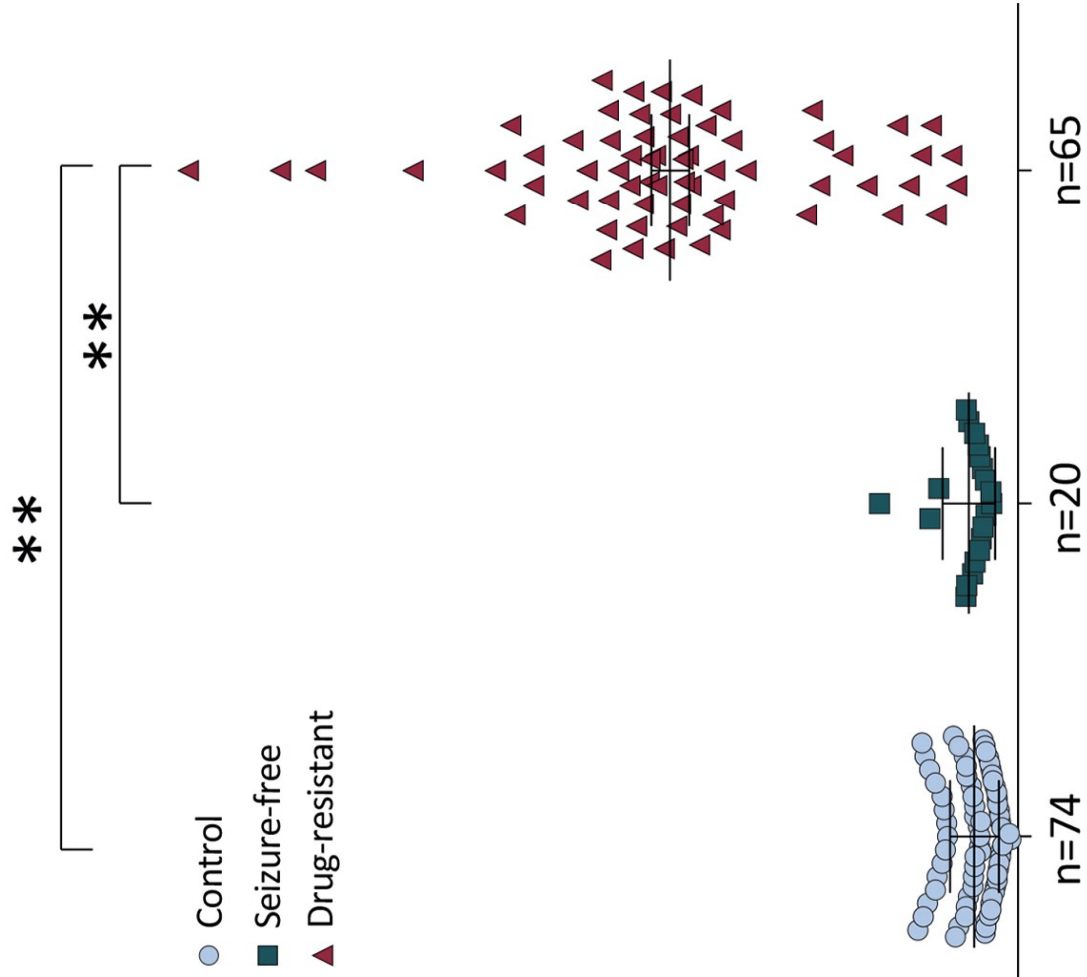 **
**
Control
Seizure-free
Drug-resistant
n=74
n=20
n=65